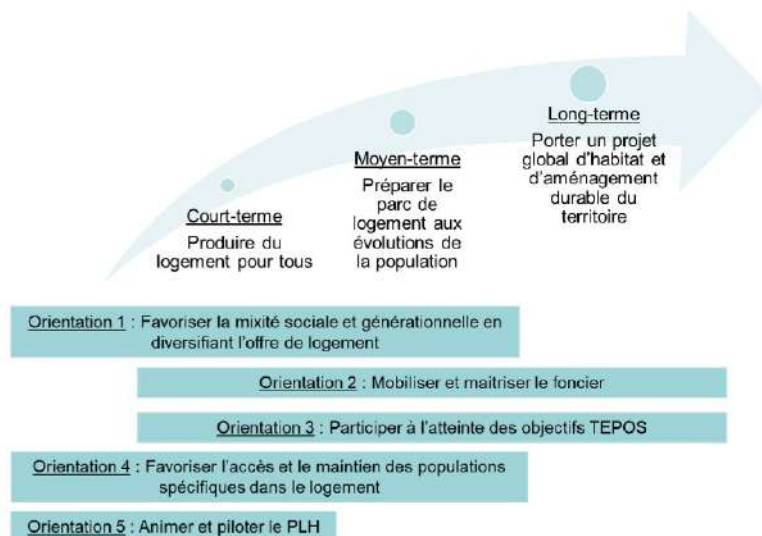 Court-terme
Produire du
logement pour tous
Moyen-terme
Préparer le
parc de
logement aux
évolutions de
la population
Long-terme
Porter un projet
global d'habitat et
d'aménagement
durable du
territoire
Orientation 1 : Favoriser la mixité sociale et générationnelle en
diversifiant l'offre de logement
Orientation 2 : Mobiliser et maitriser le foncier
Orientation 3 : Participer à l'atteinte des objectifs TEPOS
Orientation 4 : Favoriser l'accès et le maintien des populations
spécifiques dans le logement
Orientation 5 : Animer et piloter le PLH